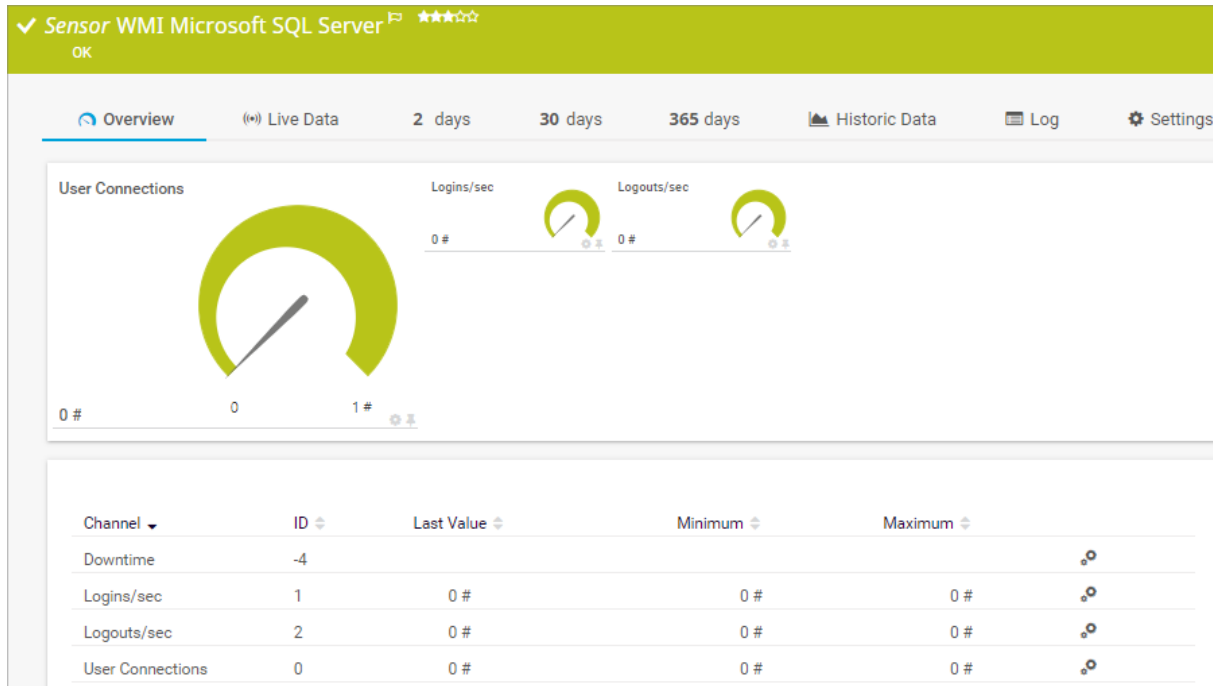 Sensor WMI Microsoft SQL Server
OK
Overview Live Data 2 days 30 days 365 days Historic Data Log Settings
User Connections
0 #
0 1 #
Logins/sec
0 #
Logouts/sec
0 #
Channel ID Last Value Minimum Maximum
Downtime -4
Logins/sec 1 0 # 0 # 0 #
Logouts/sec 2 0 # 0 # 0 #
User Connections 0 0 # 0 # 0 #